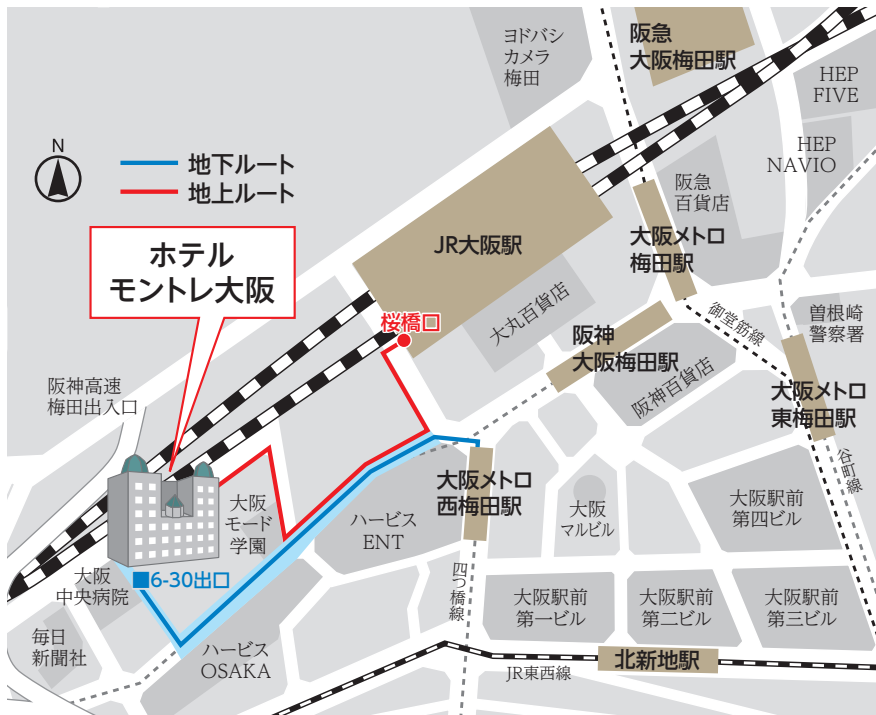 ヨドバシ
カメラ
梅田
阪急
大阪梅田駅
HEP
FIVE
HEP
NAVIO
N
地下ルート
地上ルート
阪急
百貨店
ホテル
モントレ大阪
JR大阪駅
大阪メトロ
梅田駅
桜橋口
大丸百貨店
阪神
大阪梅田駅
御堂筋線
曽根崎
警察署
阪神高速
梅田出入口
阪神百貨店
大阪メトロ
東梅田駅
谷町線
大阪メトロ
西梅田駅
大阪
モード
学園
ハービス
ENT
大阪
マルビル
大阪駅前
第四ビル
6-30出口
大阪
中央病院
四つ橋線
大阪駅前
第一ビル
大阪駅前
第二ビル
大阪駅前
第三ビル
毎日
新聞社
ハービス
OSAKA
JR東西線
北新地駅